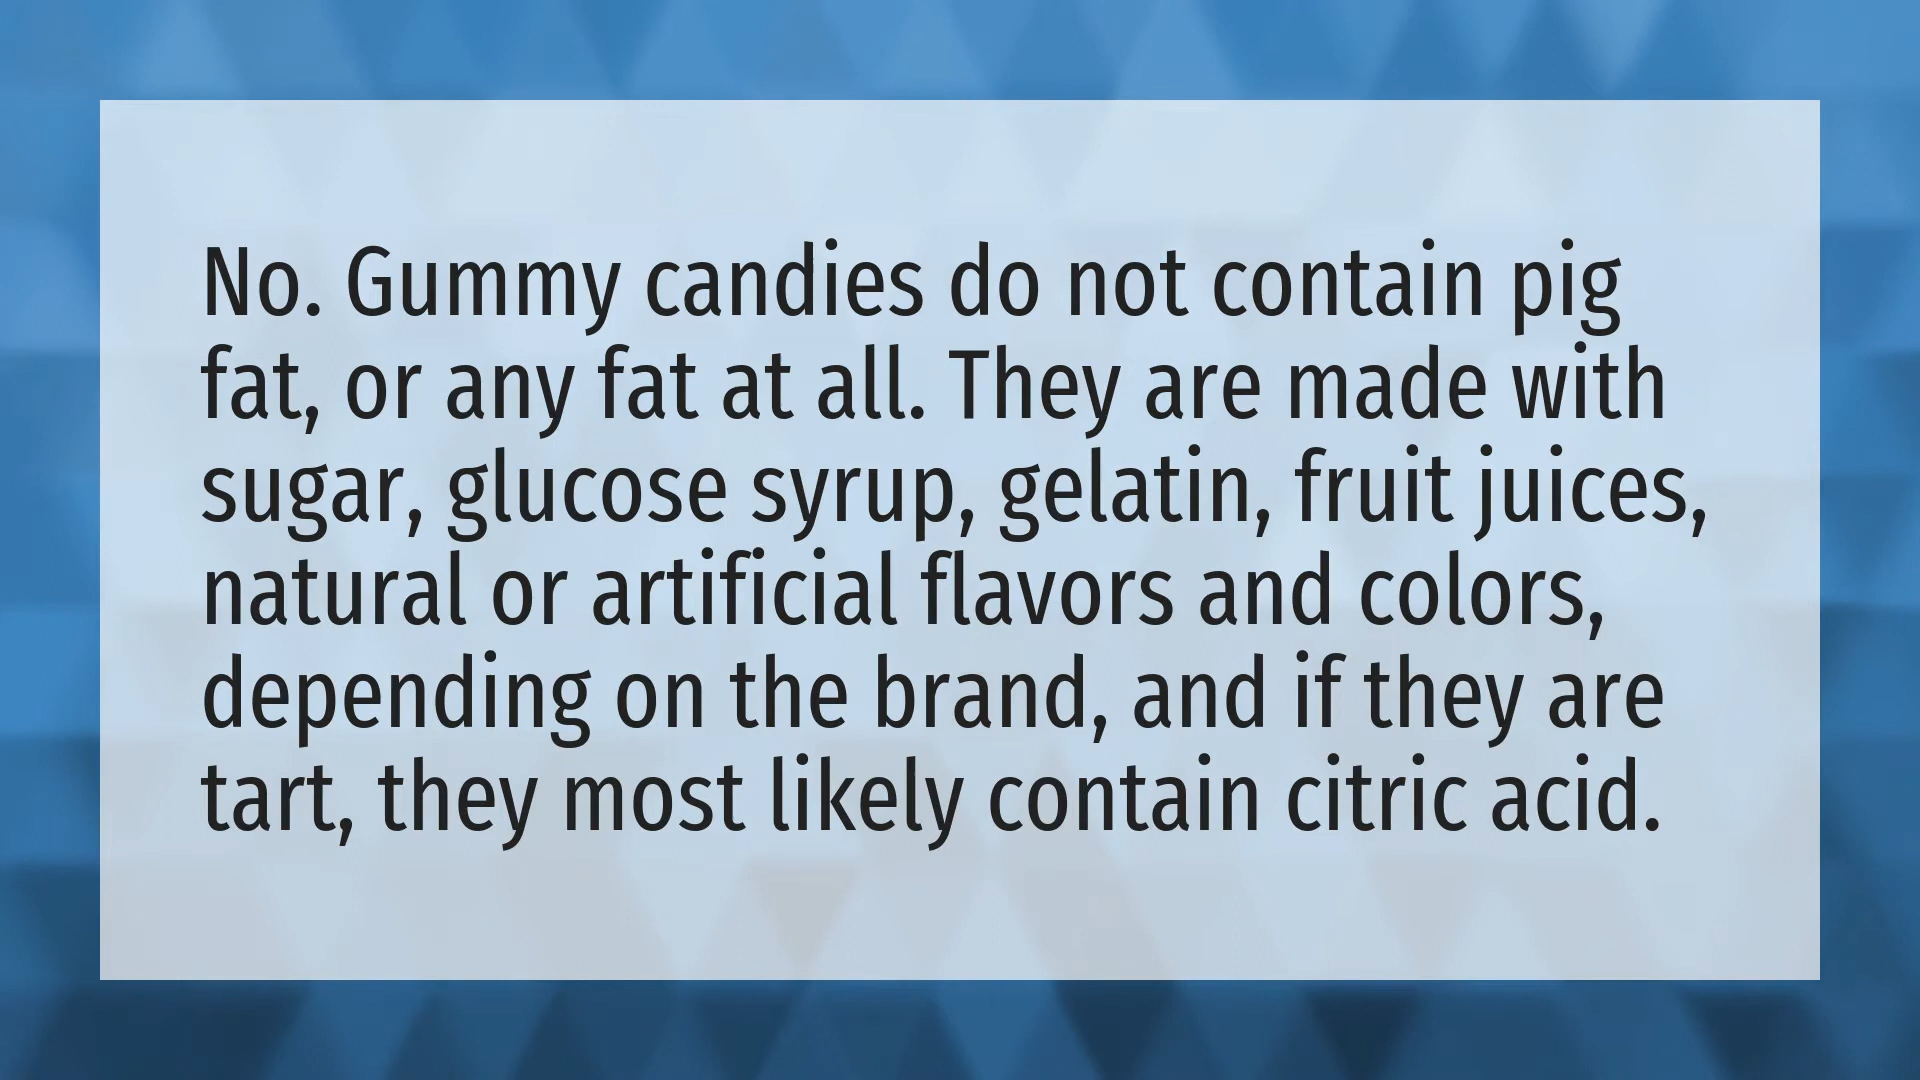 No. Gummy candies do not contain pig
fat, or any fat at all. They are made with
sugar, glucose syrup, gelatin, fruit juices,
natural or artificial flavors and colors,
depending on the brand, and if they are
tart, they most likely contain citric acid.